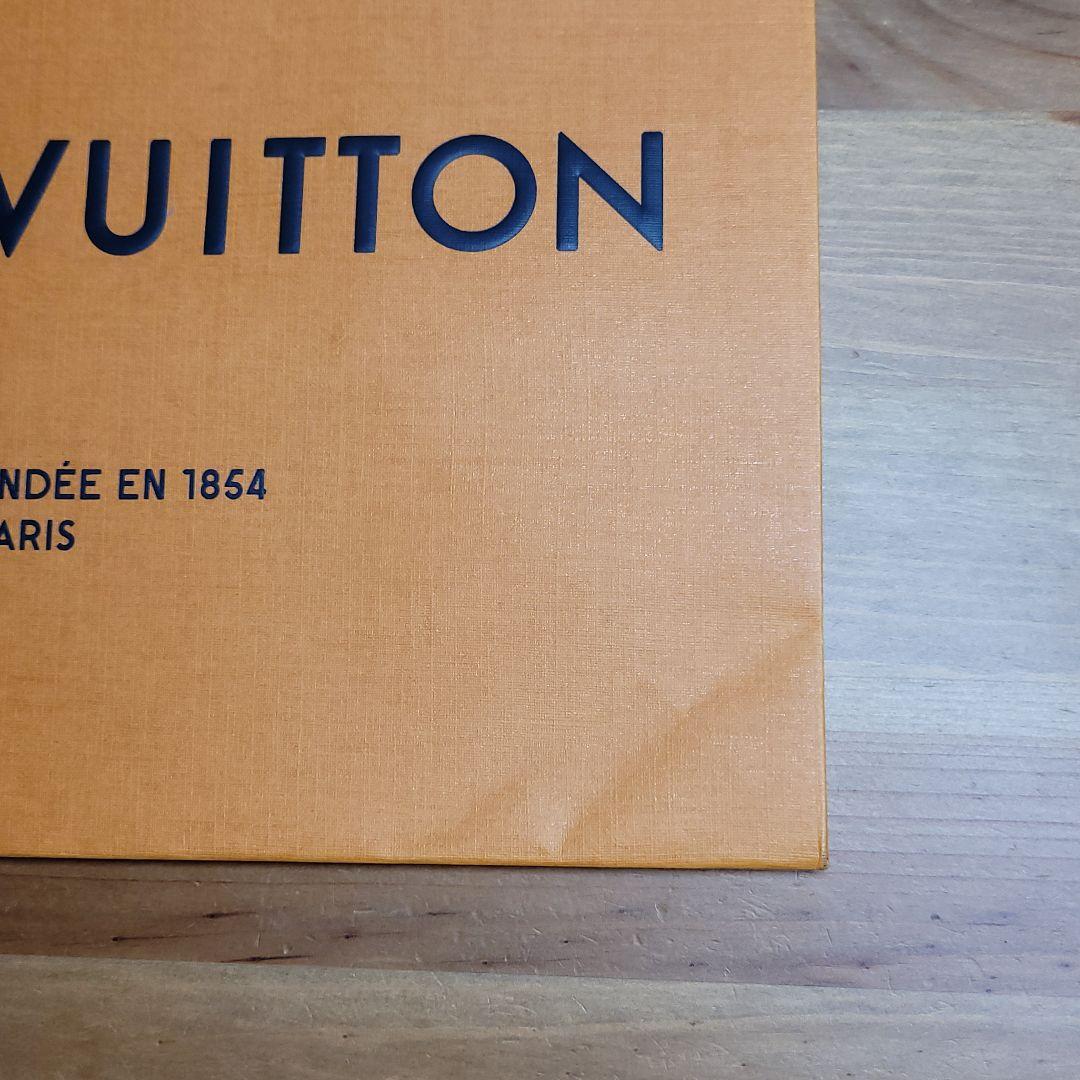 VUITTON
NDÉE EN 1854
ARIS